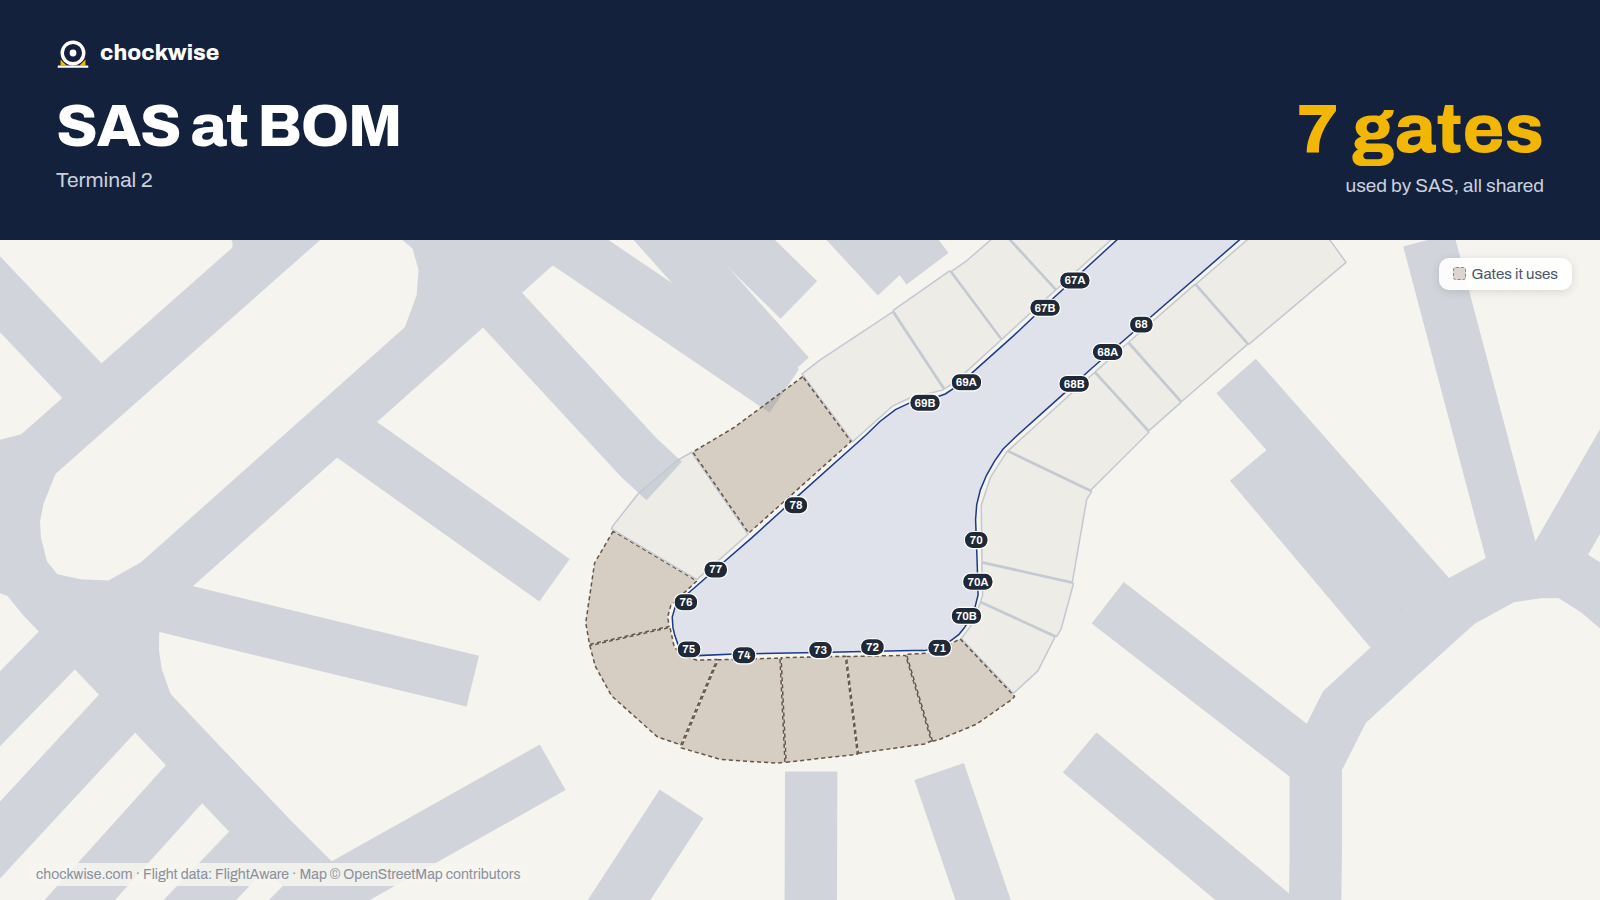 chockwise
SAS at BOM
Terminal 2
7 gates
used by SAS, all shared
Gates it uses
67A
67B
68
68A
69A
68B
69B
78
70
77
70A
76
70B
75
74
73
72
71
chockwise.com · Flight data: FlightAware · Map © OpenStreetMap contributors